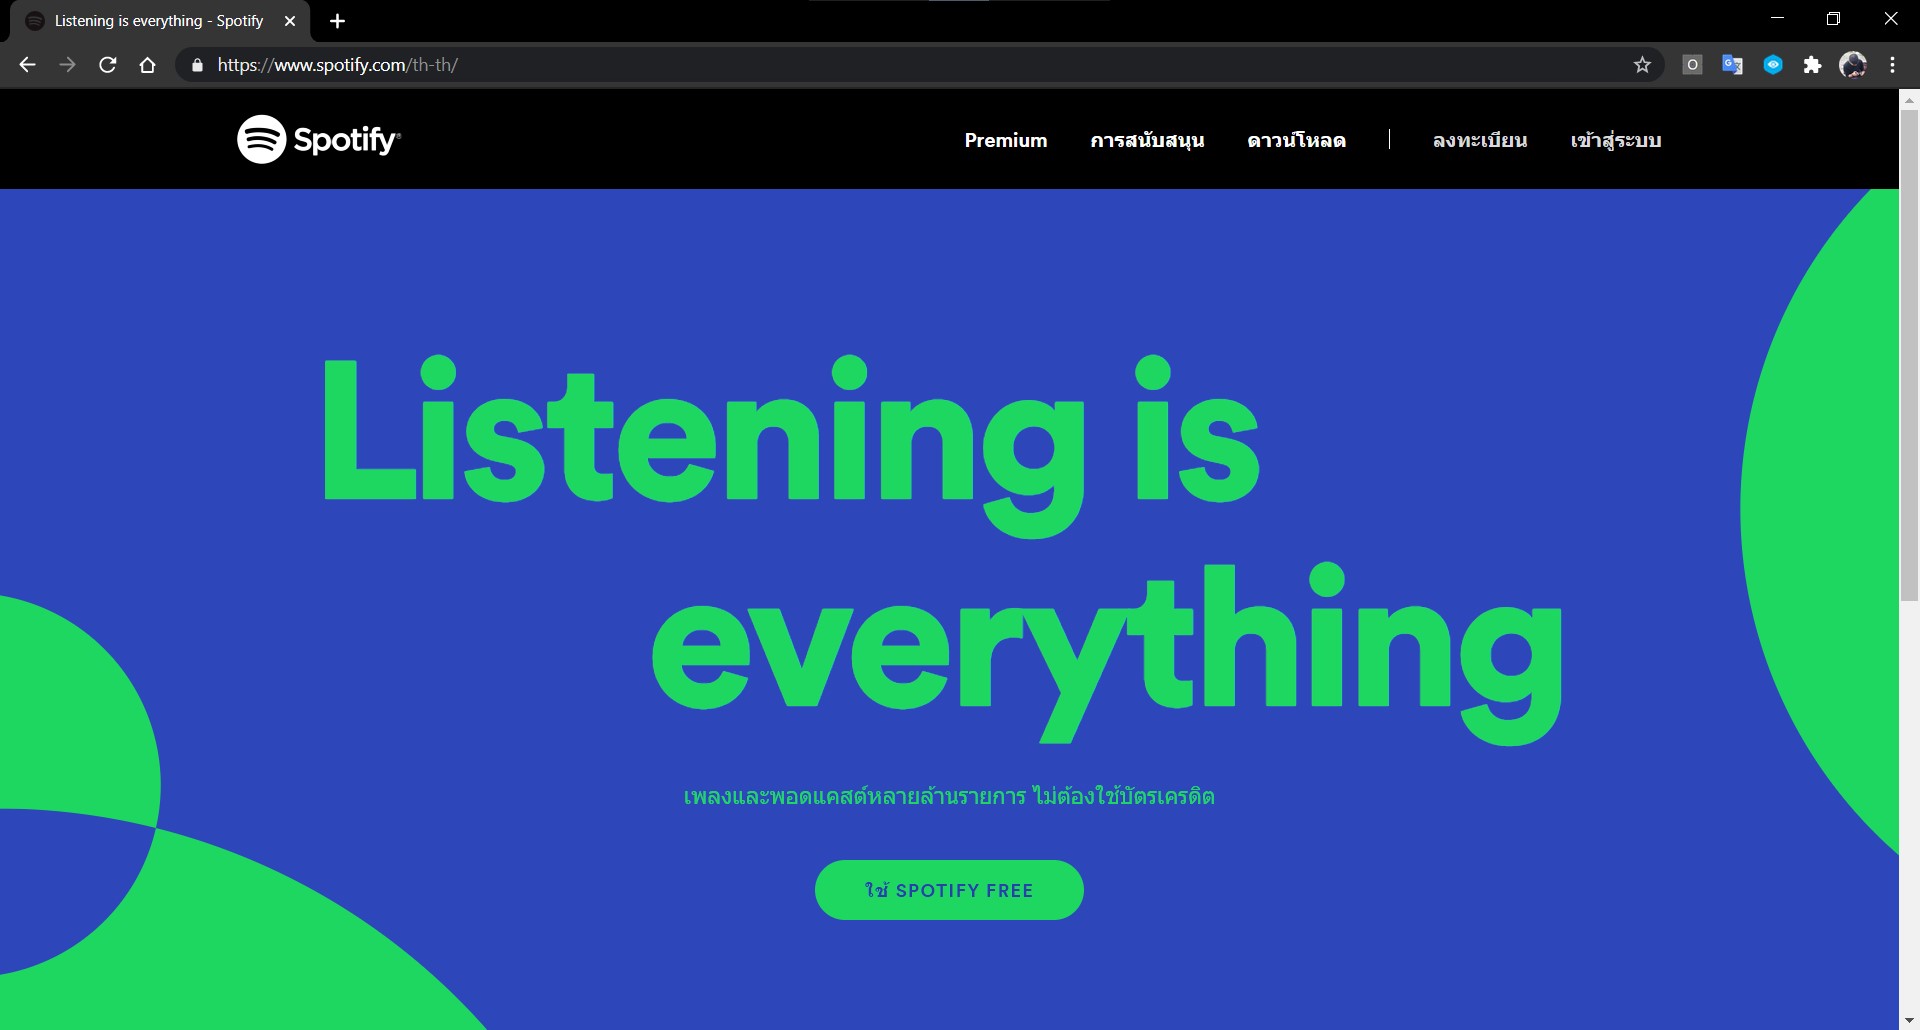 Listening is everything - Spotify
https://www.spotify.com/th-th/
Spotify
Premium การสนับสนุน ดาวน์โหลด | ลงทะเบียน เข้าสู่ระบบ
Listening is
everything
เพลงและพอดแคสต์หลายล้านรายการ ไม่ต้องใช้บัตรเครดิต
ใช้ SPOTIFY FREE